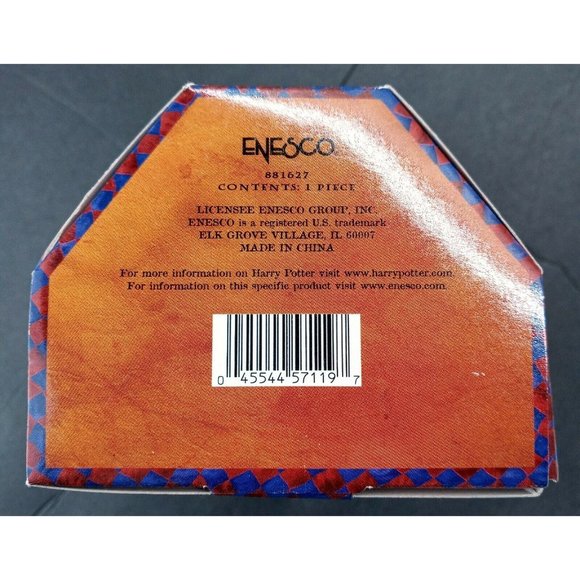 ENESCO
881627
CONTENTS: 1 PIECE
LICENSEE ENESCO GROUP, INC.
ENESCO is a registered U.S. trademark
ELK GROVE VILLAGE, IL 60007
MADE IN CHINA
For more information on Harry Potter visit www.harrypotter.com.
For information on this specific product visit www.enesco.com.
0 45544 57119 7